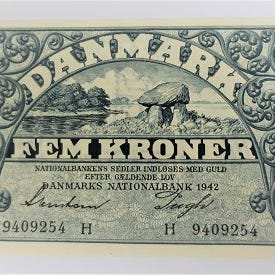 DANMARK
FEM KRONER
NATIONALBANKENS SEDLER INDLØSES MED GULD
EFTER GÆLDENDE LOV
DANMARKS NATIONALBANK 1942
9409254 H H 9409254